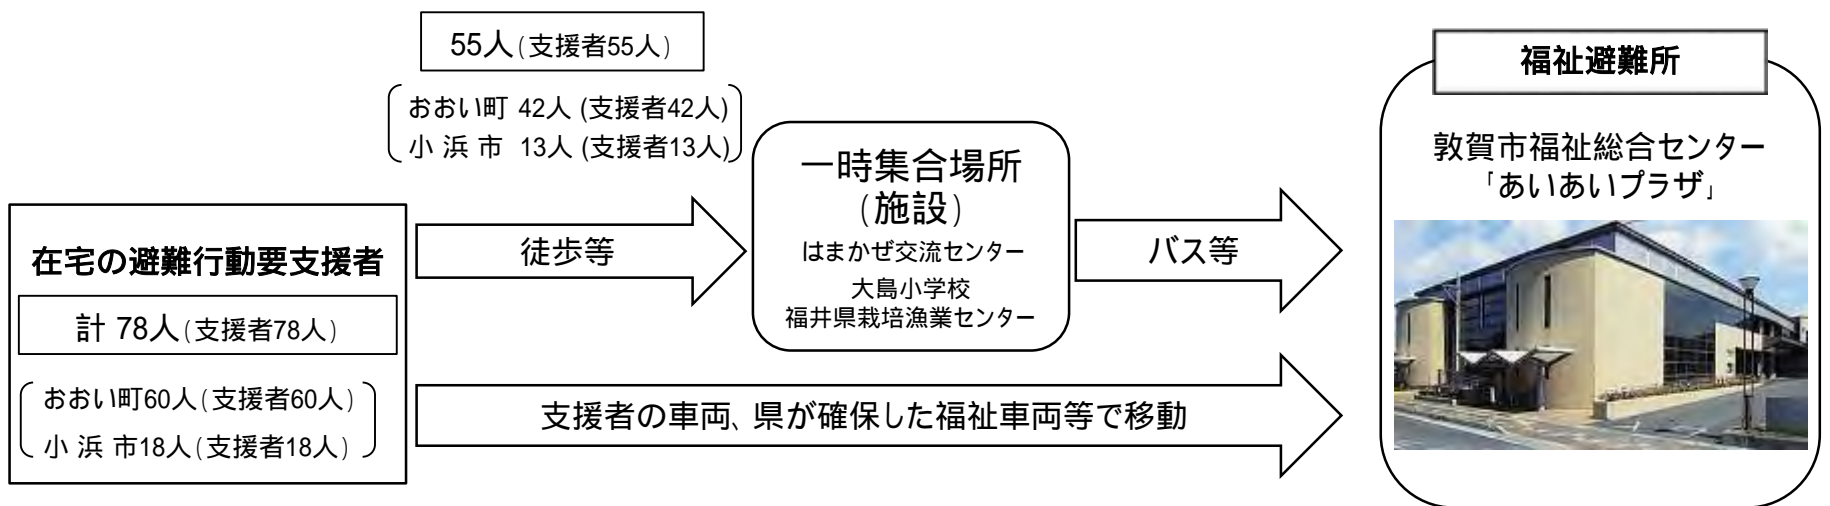 55人(支援者55人)
おおい町 42人 (支援者42人)
小 浜 市 13人 (支援者13人)
福祉避難所
敦賀市福祉総合センター
「あいあいプラザ」
一時集合場所
(施設)
はまかぜ交流センター
大島小学校
福井県栽培漁業センター
徒歩等
バス等
在宅の避難行動要支援者
計 78人(支援者78人)
おおい町60人(支援者60人)
小 浜 市18人(支援者18人)
支援者の車両、県が確保した福祉車両等で移動